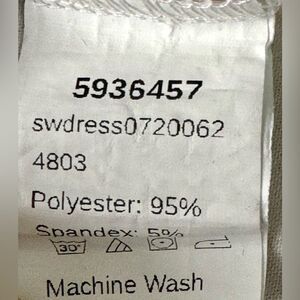 5936457
swdress0720062
4803
Polyester: 95%
Spandex: 5%
30°
Machine Wash